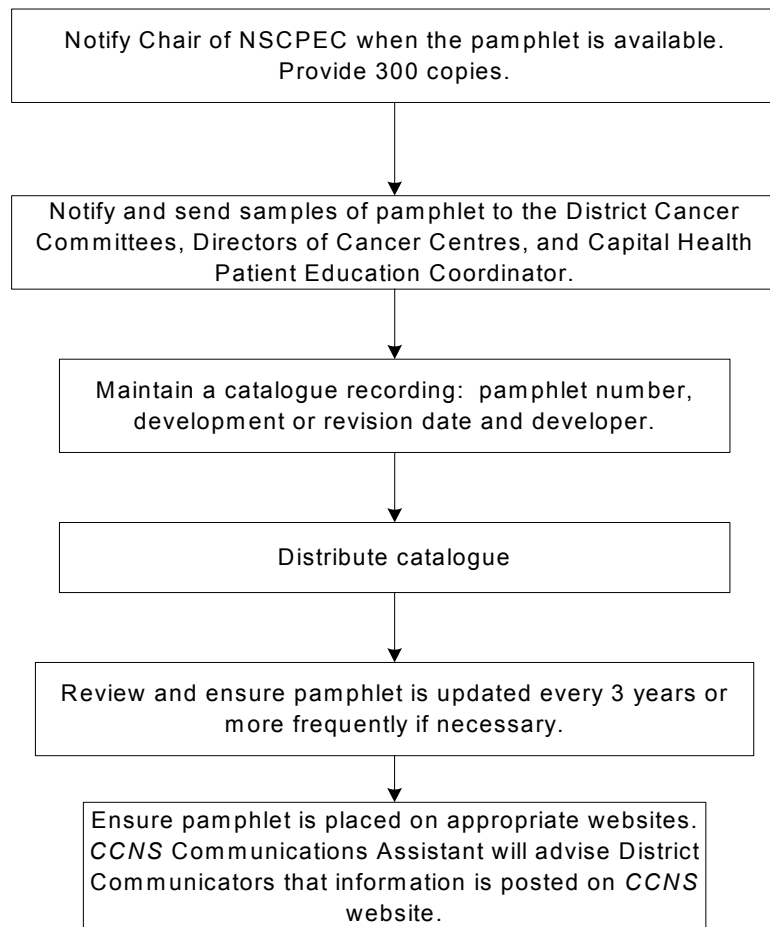 Notify Chair of NSCPEC when the pamphlet is available.
Provide 300 copies.
Notify and send samples of pamphlet to the District Cancer
Committees, Directors of Cancer Centres, and Capital Health
Patient Education Coordinator.
Maintain a catalogue recording:  pamphlet number,
development or revision date and developer.
Distribute catalogue
Review and ensure pamphlet is updated every 3 years or
more frequently if necessary.
Ensure pamphlet is placed on appropriate websites.
CCNS Communications Assistant will advise District
Communicators that information is posted on CCNS
website.